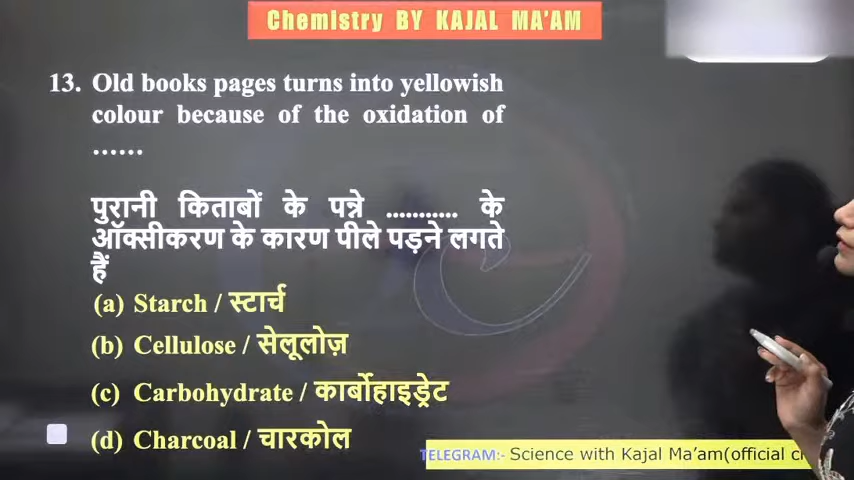 Chemistry BY KAJAL MA'AM
13. Old books pages turns into yellowish
colour because of the oxidation of
......
पुरानी किताबों के पन्ने ........... के
ऑक्सीकरण के कारण पीले पड़ने लगते
हैं
(a) Starch / स्टार्च
(b) Cellulose / सेलूलोज़
(c) Carbohydrate / कार्बोहाइड्रेट
(d) Charcoal / चारकोल
TELEGRAM:- Science with Kajal Ma'am(official